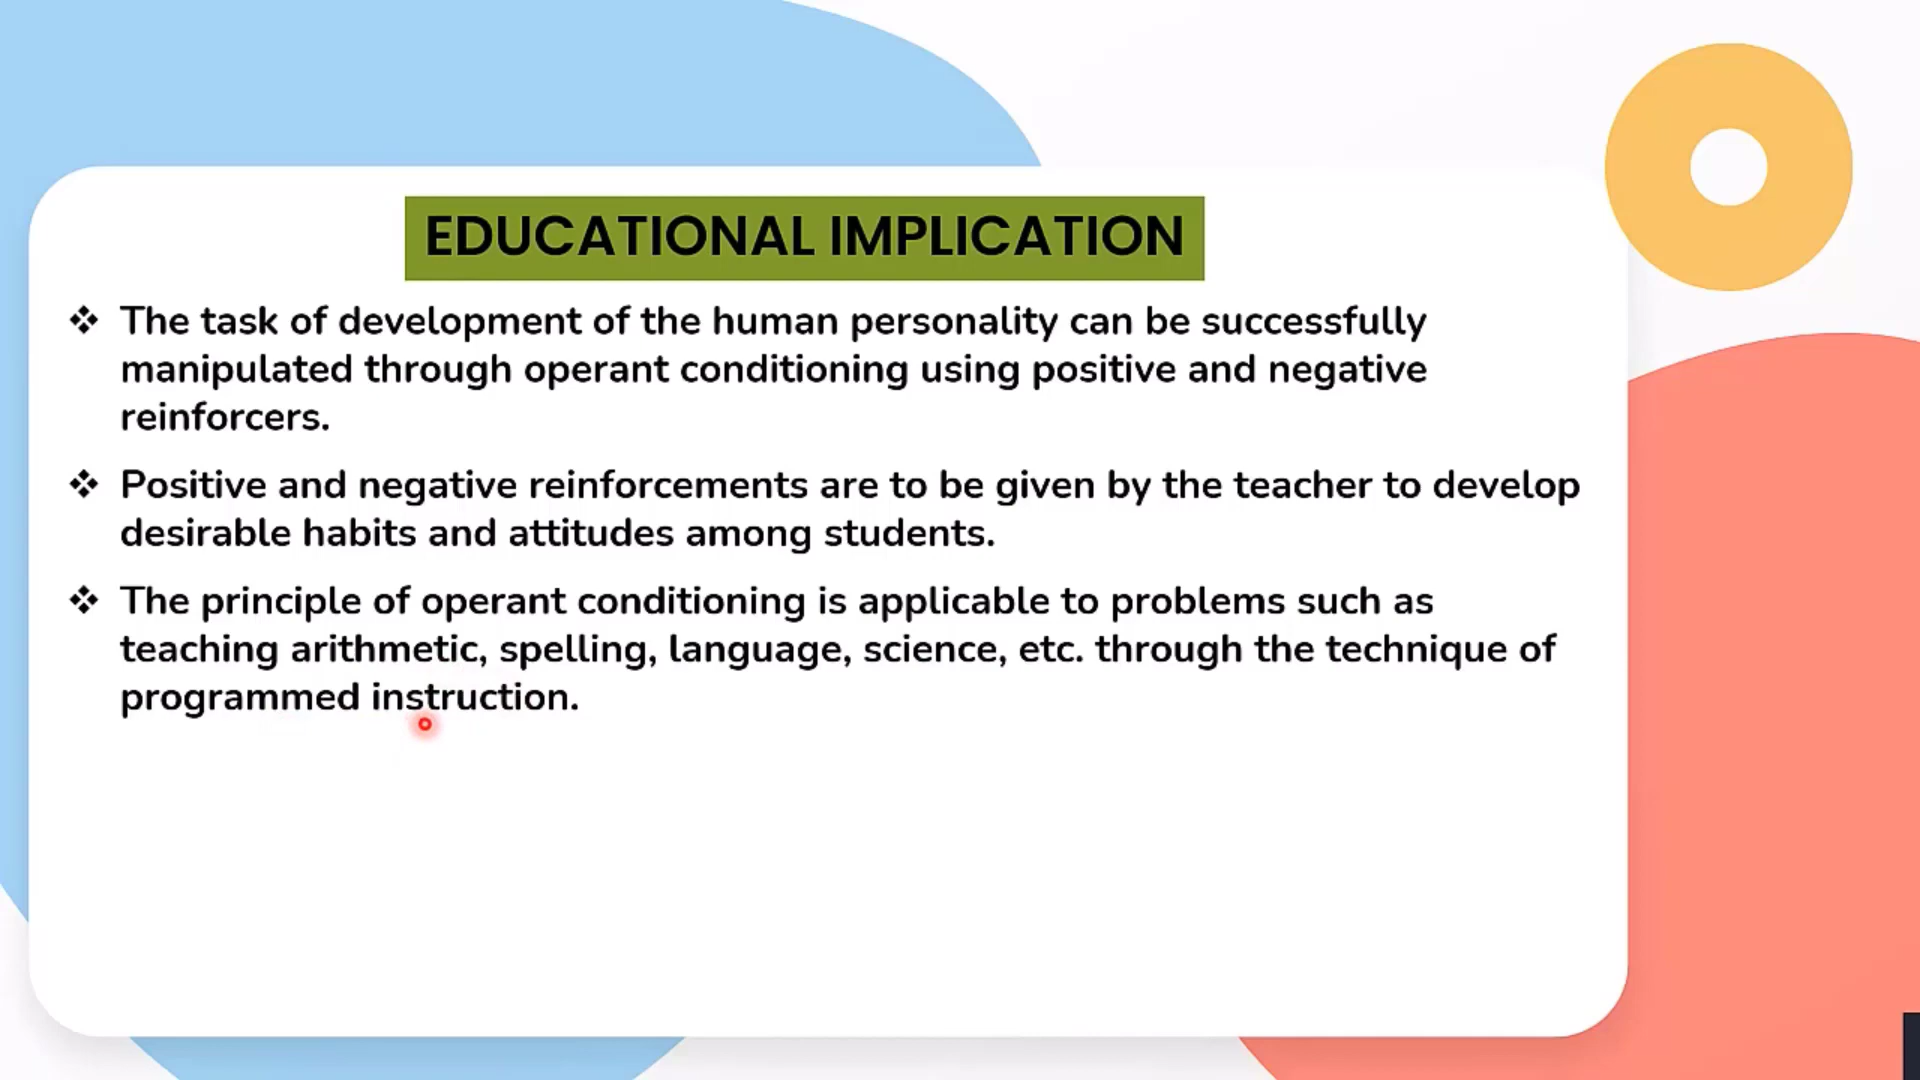 EDUCATIONAL IMPLICATION
❖ The task of development of the human personality can be successfully
manipulated through operant conditioning using positive and negative
reinforcers.
❖ Positive and negative reinforcements are to be given by the teacher to develop
desirable habits and attitudes among students.
❖ The principle of operant conditioning is applicable to problems such as
teaching arithmetic, spelling, language, science, etc. through the technique of
programmed instruction.